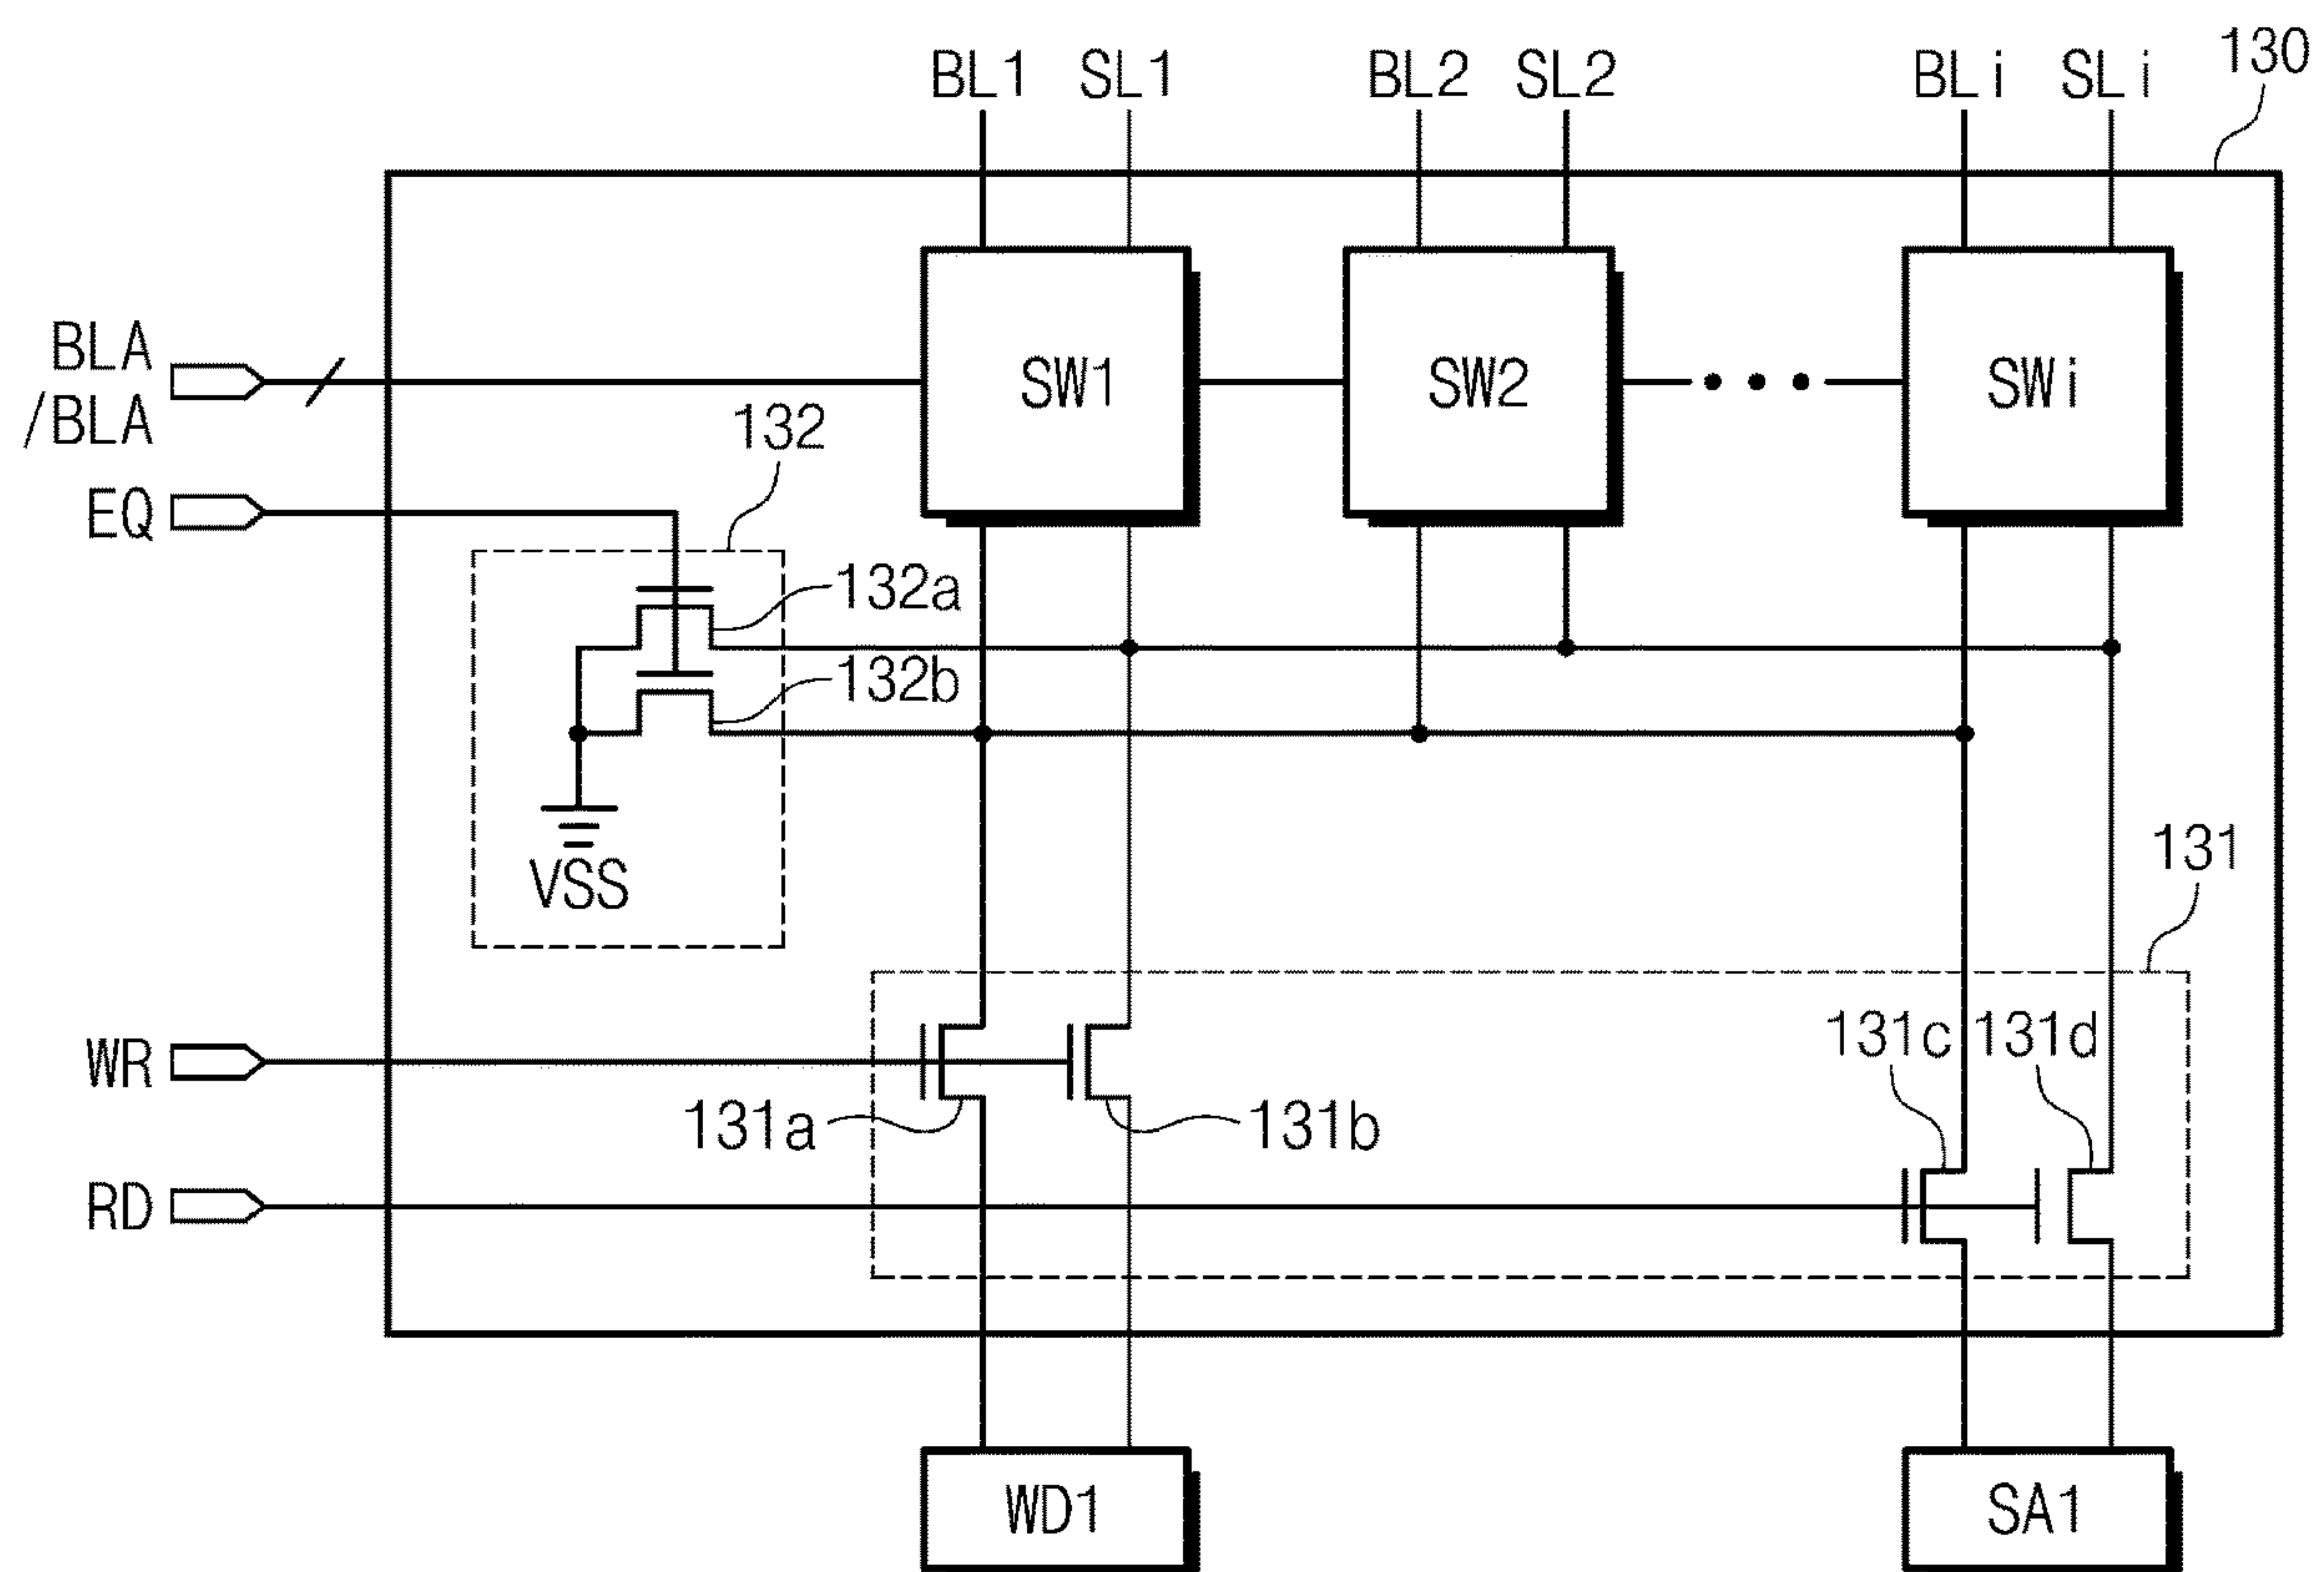 130
BL1 SL1 BL2 SL2 BLi SLi
BLA
/BLA
SW1 SW2 SWi
132
EQ
132a
132b
VSS
131
WR
131a 131b 131c 131d
RD
WD1 SA1